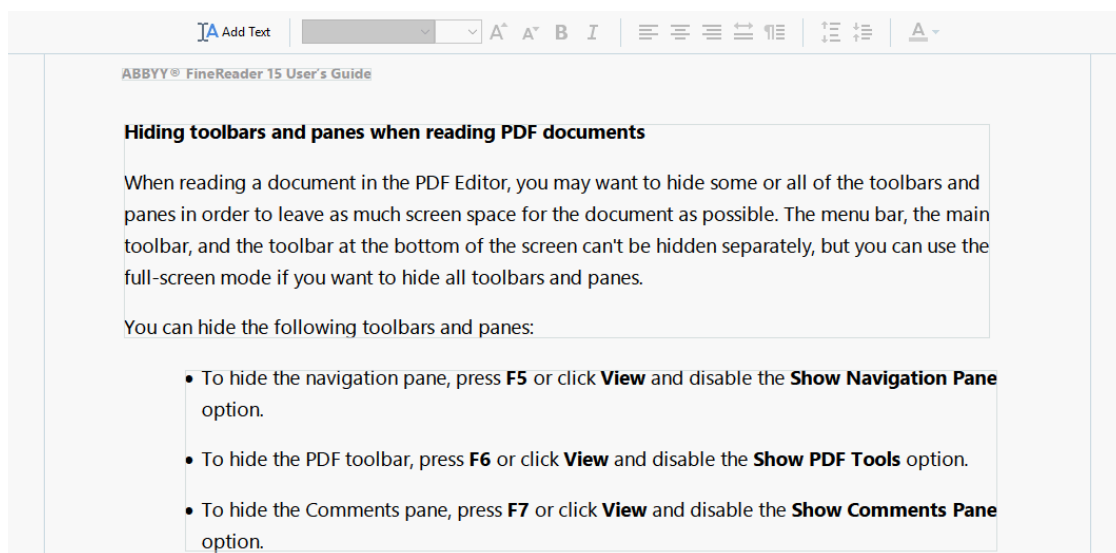 Add Text A A B I A
ABBYY® FineReader 15 User's Guide
Hiding toolbars and panes when reading PDF documents
When reading a document in the PDF Editor, you may want to hide some or all of the toolbars and
panes in order to leave as much screen space for the document as possible. The menu bar, the main
toolbar, and the toolbar at the bottom of the screen can't be hidden separately, but you can use the
full-screen mode if you want to hide all toolbars and panes.
You can hide the following toolbars and panes:
• To hide the navigation pane, press F5 or click View and disable the Show Navigation Pane
option.
• To hide the PDF toolbar, press F6 or click View and disable the Show PDF Tools option.
• To hide the Comments pane, press F7 or click View and disable the Show Comments Pane
option.